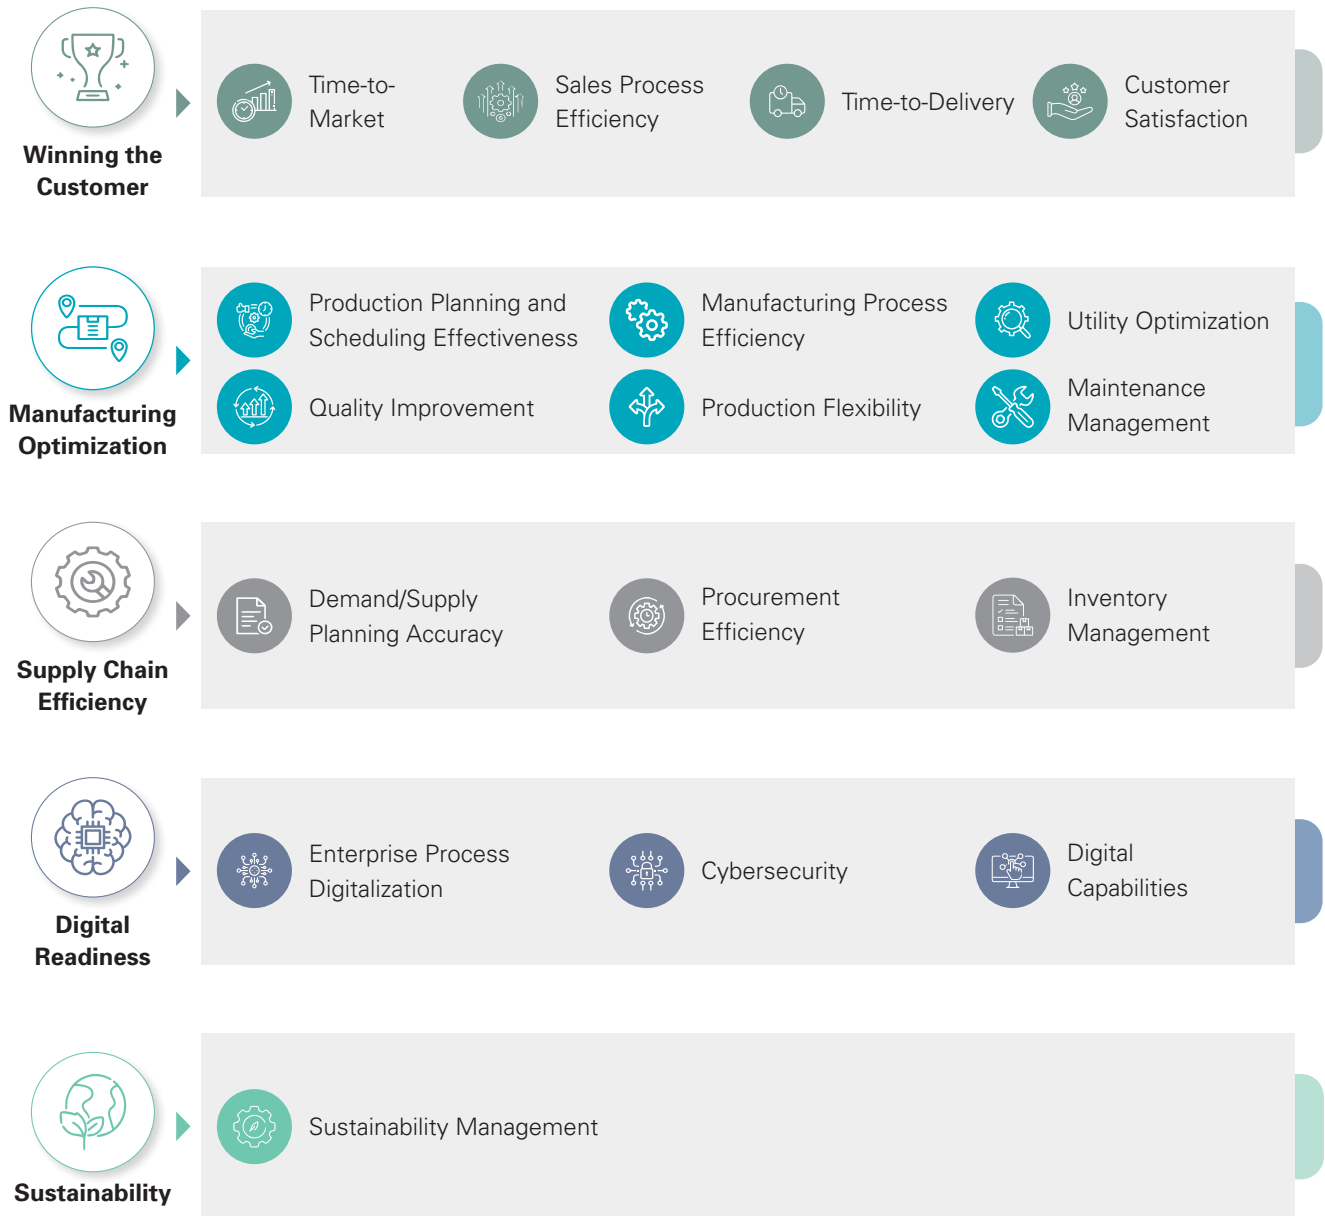 Winning the
Customer
Time-to-
Market
Sales Process
Efficiency
Time-to-Delivery
Customer
Satisfaction
Manufacturing
Optimization
Production Planning and
Scheduling Effectiveness
Manufacturing Process
Efficiency
Utility Optimization
Quality Improvement
Production Flexibility
Maintenance
Management
Supply Chain
Efficiency
Demand/Supply
Planning Accuracy
Procurement
Efficiency
Inventory
Management
Digital
Readiness
Enterprise Process
Digitalization
Cybersecurity
Digital
Capabilities
Sustainability
Sustainability Management